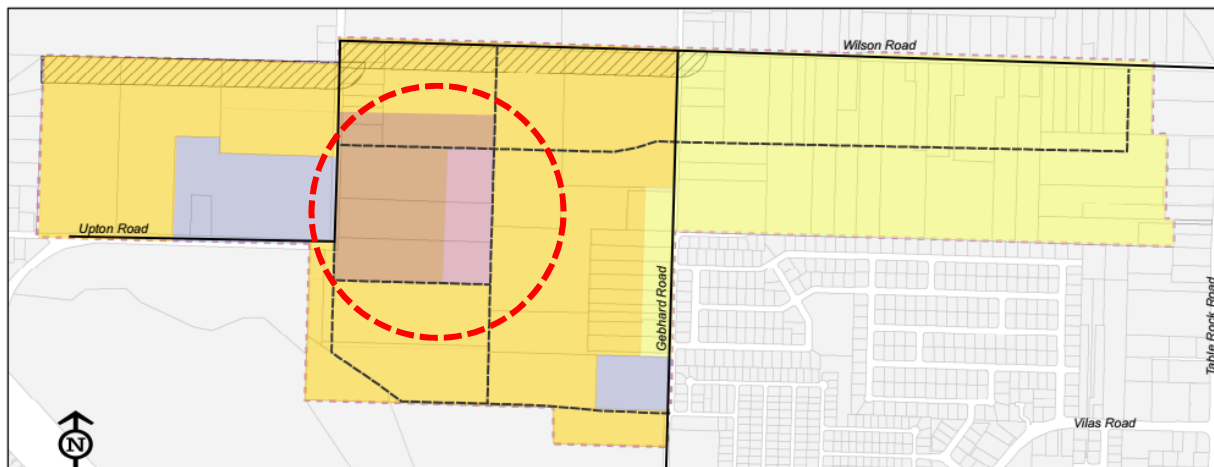 Wilson Road
Upton Road
Gebhard Road
Table Rock Road
Vilas Road
N